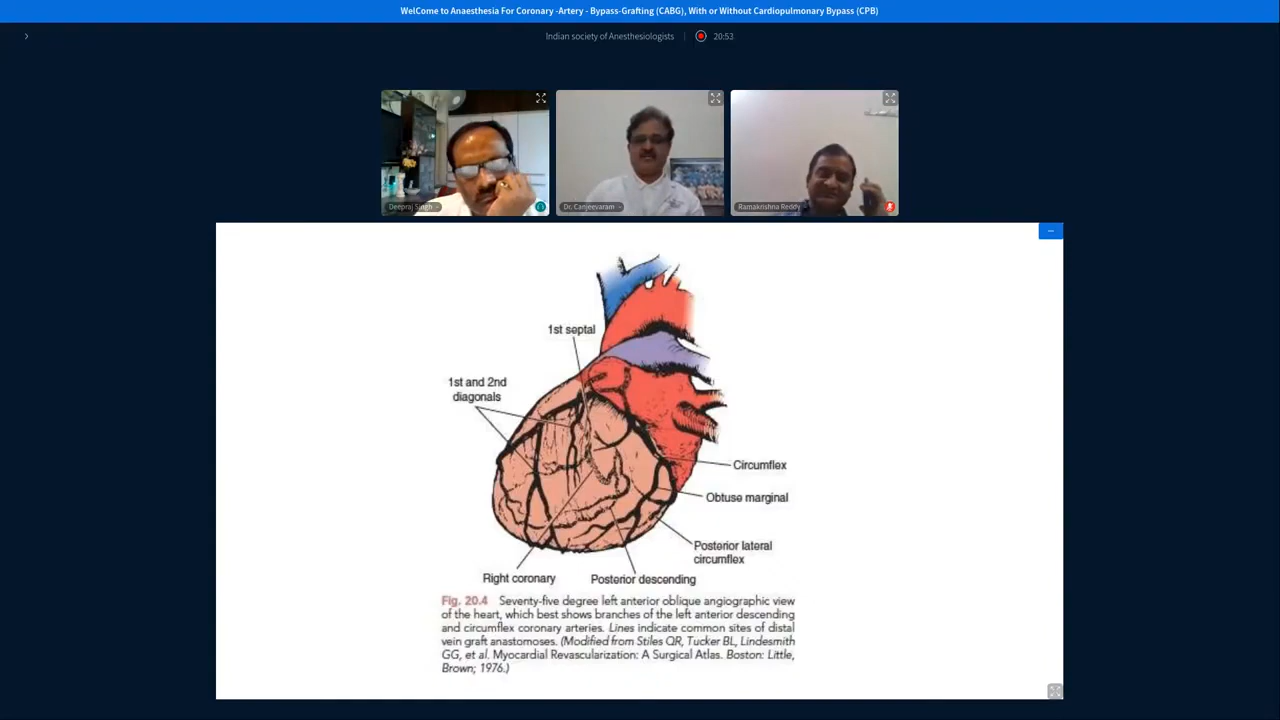 WelCome to Anaesthesia For Coronary -Artery - Bypass-Grafting (CABG), With or Without Cardiopulmonary Bypass (CPB)
Indian society of Anesthesiologists
20:53
Deepraj Singh
Dr. Canjeevaram
Ramakrishna Reddy
1st septal
1st and 2nd
diagonals
Circumflex
Obtuse marginal
Posterior lateral
circumflex
Right coronary
Posterior descending
Fig. 20.4 Seventy-five degree left anterior oblique angiographic view
of the heart, which best shows branches of the left anterior descending
and circumflex coronary arteries. Lines indicate common sites of distal
vein graft anastomoses. (Modified from Stiles QR, Tucker BL, Lindesmith
GG, et al. Myocardial Revascularization: A Surgical Atlas. Boston: Little,
Brown; 1976.)